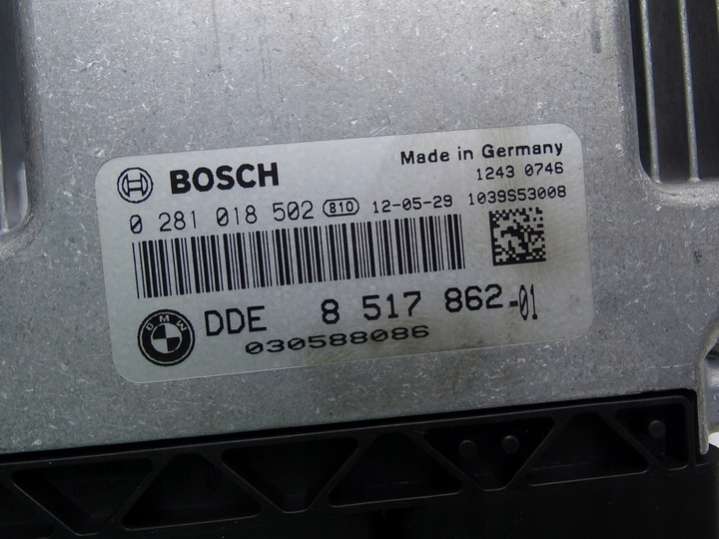 BOSCH Made in Germany
1243 0746
0 281 018 502 810 12-05-29 1039S53008
BMW DDE 8 517 862-01
030588086